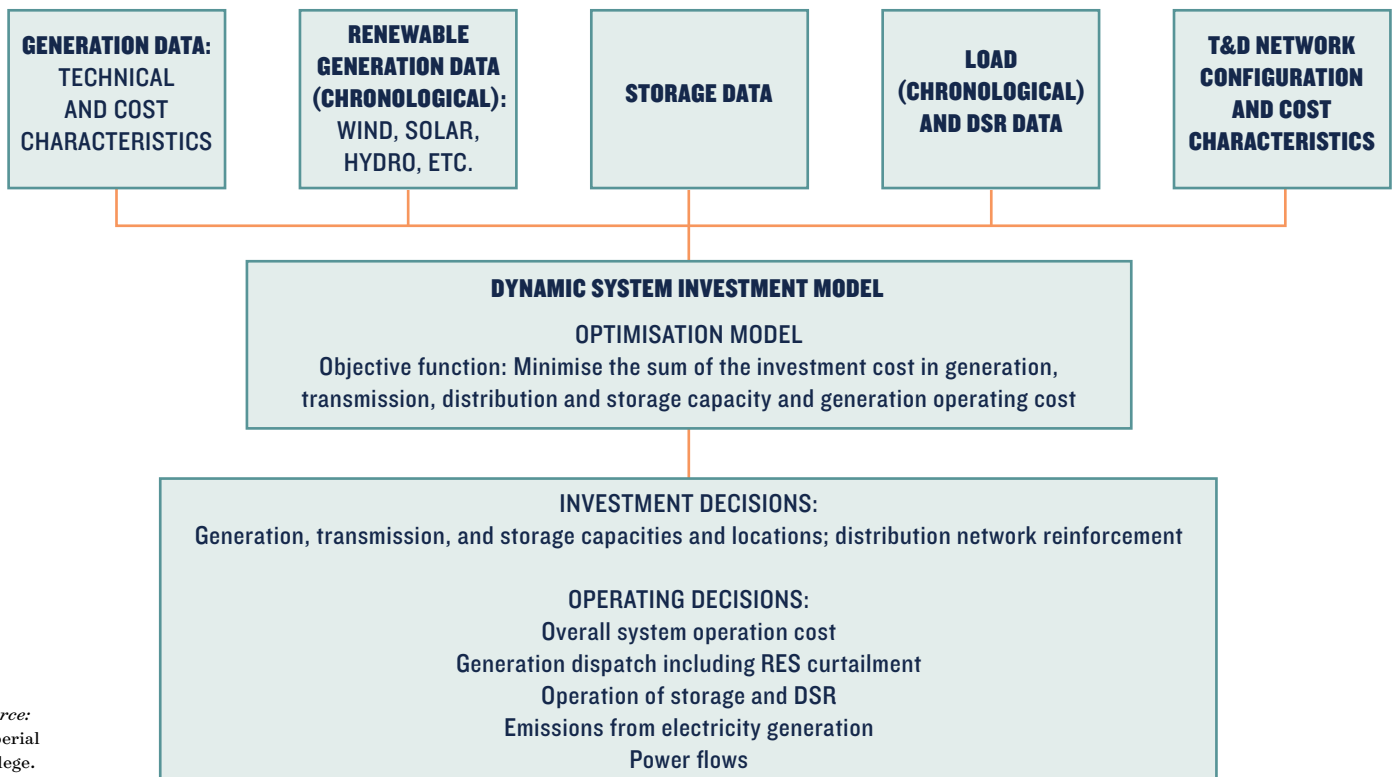 GENERATION DATA:
TECHNICAL
AND COST
CHARACTERISTICS
RENEWABLE
GENERATION DATA
(CHRONOLOGICAL):
WIND, SOLAR,
HYDRO, ETC.
STORAGE DATA
LOAD
(CHRONOLOGICAL)
AND DSR DATA
T&D NETWORK
CONFIGURATION
AND COST
CHARACTERISTICS
DYNAMIC SYSTEM INVESTMENT MODEL
OPTIMISATION MODEL
Objective function: Minimise the sum of the investment cost in generation,
transmission, distribution and storage capacity and generation operating cost
INVESTMENT DECISIONS:
Generation, transmission, and storage capacities and locations; distribution network reinforcement
OPERATING DECISIONS:
Overall system operation cost
Generation dispatch including RES curtailment
Operation of storage and DSR
Emissions from electricity generation
Power flows